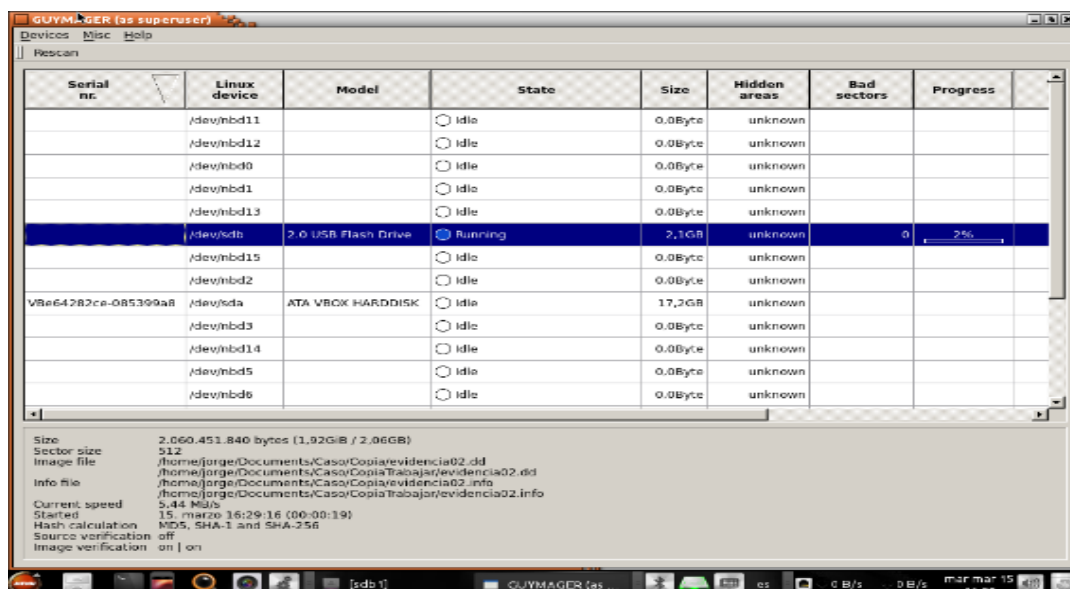 GUYMAGER (as superuser)
Devices Misc Help
Rescan
Serial nr. Linux device Model State Size Hidden areas Bad sectors Progress
/dev/nbd11 Idle 0.0Byte unknown
/dev/nbd12 Idle 0.0Byte unknown
/dev/nbd0 Idle 0.0Byte unknown
/dev/nbd1 Idle 0.0Byte unknown
/dev/nbd13 Idle 0.0Byte unknown
/dev/sdb 2.0 USB Flash Drive Running 2,1GB unknown 0 2%
/dev/nbd15 Idle 0.0Byte unknown
/dev/nbd2 Idle 0.0Byte unknown
VBe64282ce-085399a8 /dev/sda ATA VBOX HARDDISK Idle 17,2GB unknown
/dev/nbd3 Idle 0.0Byte unknown
/dev/nbd14 Idle 0.0Byte unknown
/dev/nbd5 Idle 0.0Byte unknown
/dev/nbd6 Idle 0.0Byte unknown
Size 2.060.451.840 bytes (1,92GiB / 2,06GB)
Sector size 512
Image file /home/jorge/Documents/Caso/Copia/evidencia02.dd
/home/jorge/Documents/Caso/CopiaTrabajar/evidencia02.dd
Info file /home/jorge/Documents/Caso/Copia/evidencia02.info
/home/jorge/Documents/Caso/CopiaTrabajar/evidencia02.info
Current speed 5.44 MB/s
Started 15. marzo 16:29:16 (00:00:19)
Hash calculation MD5, SHA-1 and SHA-256
Source verification off
Image verification on | on
[sdb1] GUYMAGER (as ... es 0 B/s 0 B/s mar mar 15